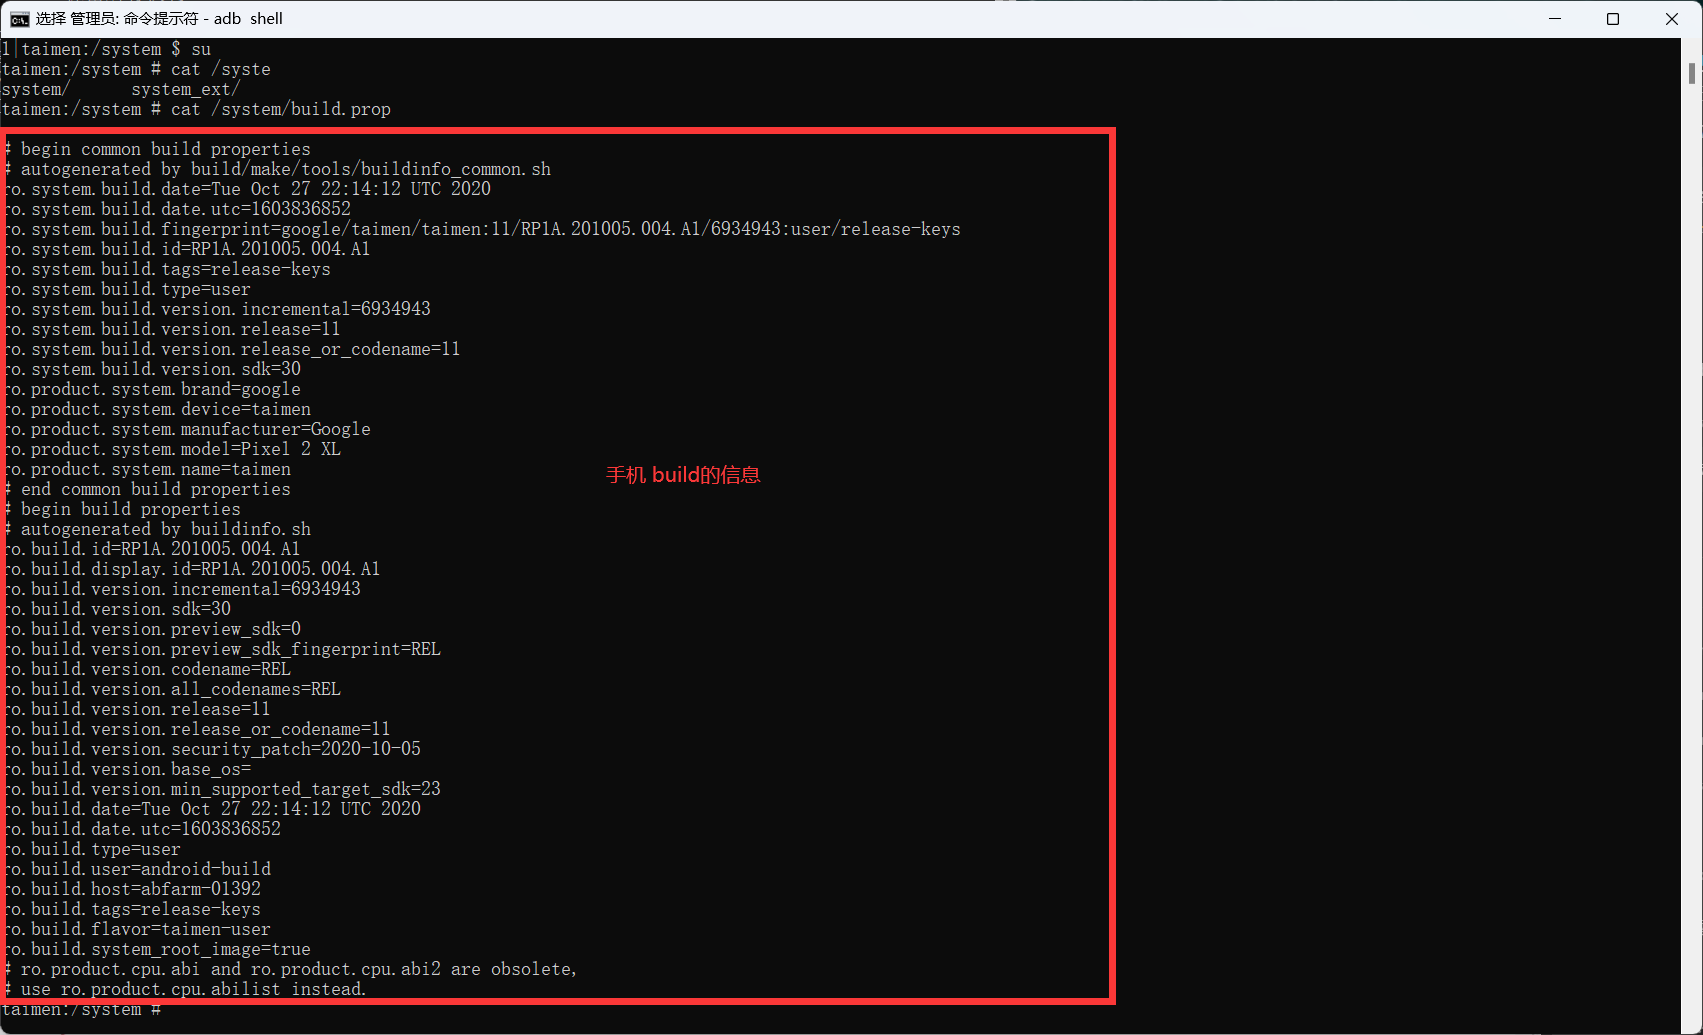 选择 管理员: 命令提示符 - adb  shell
1|taimen:/system $ su
taimen:/system # cat /syste
system/      system_ext/
taimen:/system # cat /system/build.prop
# begin common build properties
# autogenerated by build/make/tools/buildinfo_common.sh
ro.system.build.date=Tue Oct 27 22:14:12 UTC 2020
ro.system.build.date.utc=1603836852
ro.system.build.fingerprint=google/taimen/taimen:11/RP1A.201005.004.A1/6934943:user/release-keys
ro.system.build.id=RP1A.201005.004.A1
ro.system.build.tags=release-keys
ro.system.build.type=user
ro.system.build.version.incremental=6934943
ro.system.build.version.release=11
ro.system.build.version.release_or_codename=11
ro.system.build.version.sdk=30
ro.product.system.brand=google
ro.product.system.device=taimen
ro.product.system.manufacturer=Google
ro.product.system.model=Pixel 2 XL
ro.product.system.name=taimen
手机 build的信息
# end common build properties
# begin build properties
# autogenerated by buildinfo.sh
ro.build.id=RP1A.201005.004.A1
ro.build.display.id=RP1A.201005.004.A1
ro.build.version.incremental=6934943
ro.build.version.sdk=30
ro.build.version.preview_sdk=0
ro.build.version.preview_sdk_fingerprint=REL
ro.build.version.codename=REL
ro.build.version.all_codenames=REL
ro.build.version.release=11
ro.build.version.release_or_codename=11
ro.build.version.security_patch=2020-10-05
ro.build.version.base_os=
ro.build.version.min_supported_target_sdk=23
ro.build.date=Tue Oct 27 22:14:12 UTC 2020
ro.build.date.utc=1603836852
ro.build.type=user
ro.build.user=android-build
ro.build.host=abfarm-01392
ro.build.tags=release-keys
ro.build.flavor=taimen-user
ro.build.system_root_image=true
# ro.product.cpu.abi and ro.product.cpu.abi2 are obsolete,
# use ro.product.cpu.abilist instead.
taimen:/system #